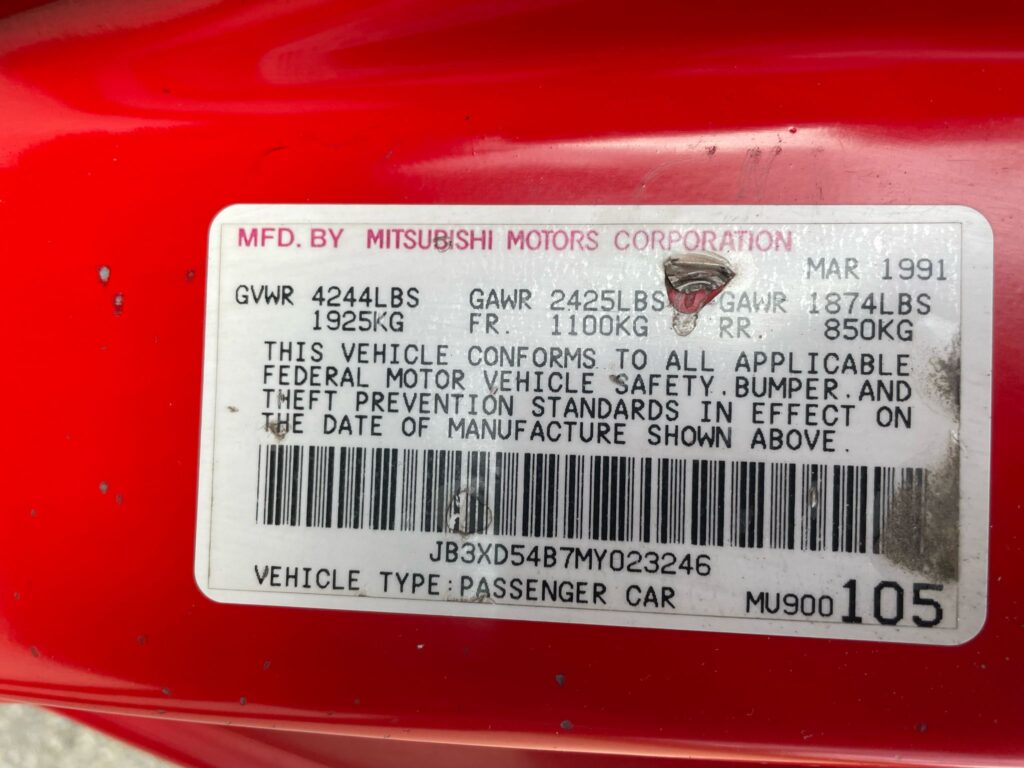 MFD. BY MITSUBISHI MOTORS CORPORATION
MAR 1991
GVWR 4244LBS GAWR 2425LBS GAWR 1874LBS
1925KG FR. 1100KG RR. 850KG
THIS VEHICLE CONFORMS TO ALL APPLICABLE
FEDERAL MOTOR VEHICLE SAFETY.BUMPER.AND
THEFT PREVENTION STANDARDS IN EFFECT ON
THE DATE OF MANUFACTURE SHOWN ABOVE.
JB3XD54B7MY023246
VEHICLE TYPE:PASSENGER CAR MU900105